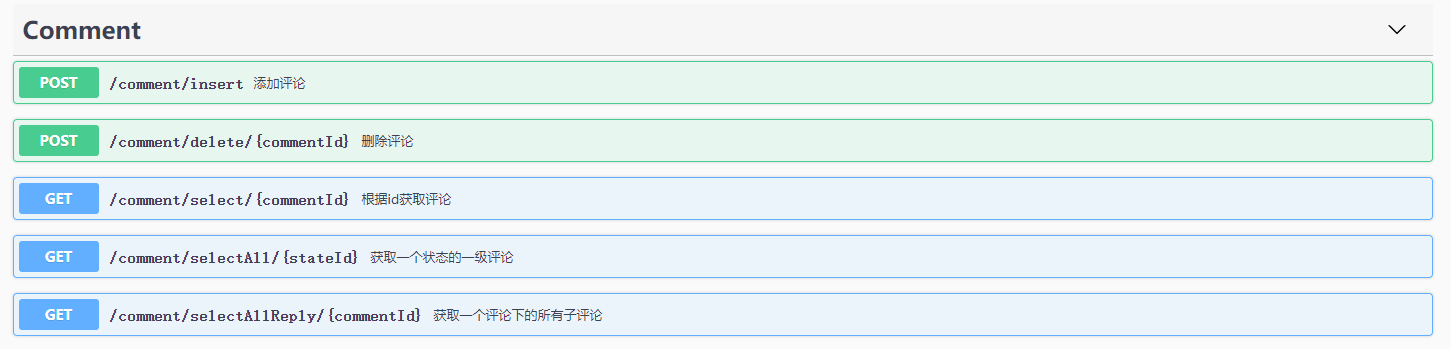 Comment
POST /comment/insert 添加评论
POST /comment/delete/{commentId} 删除评论
GET /comment/select/{commentId} 根据id获取评论
GET /comment/selectAll/{stateId} 获取一个状态的一级评论
GET /comment/selectAllReply/{commentId} 获取一个评论下的所有子评论